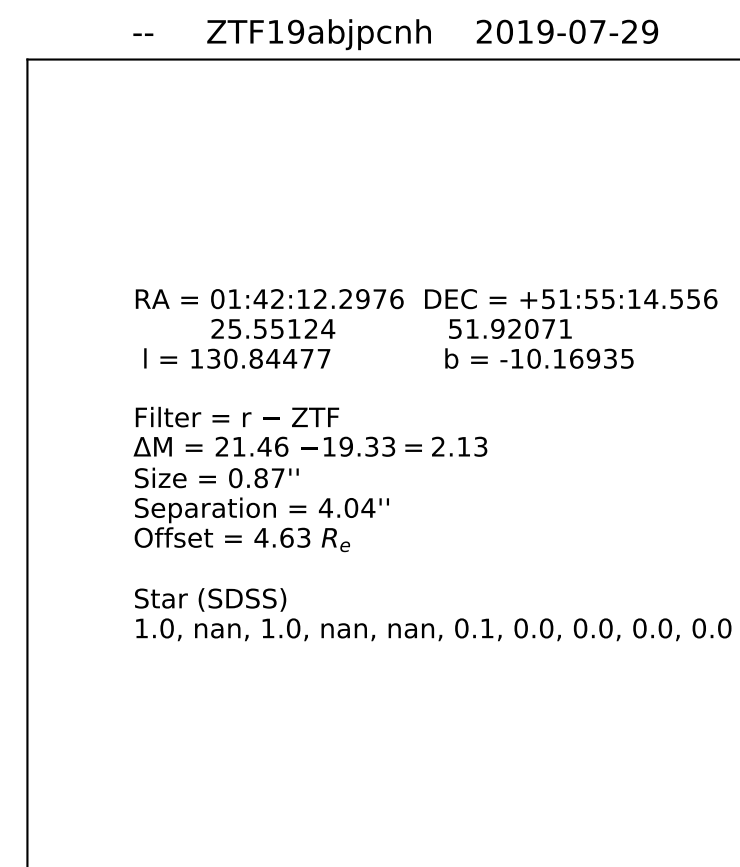 -- ZTF19abjpcnh 2019-07-29
RA = 01:42:12.2976 DEC = +51:55:14.556
25.55124 51.92071
l = 130.84477 b = -10.16935
Filter = r − ZTF
ΔM = 21.46 −19.33 = 2.13
Size = 0.87''
Separation = 4.04''
Offset = 4.63 Re
Star (SDSS)
1.0, nan, 1.0, nan, nan, 0.1, 0.0, 0.0, 0.0, 0.0